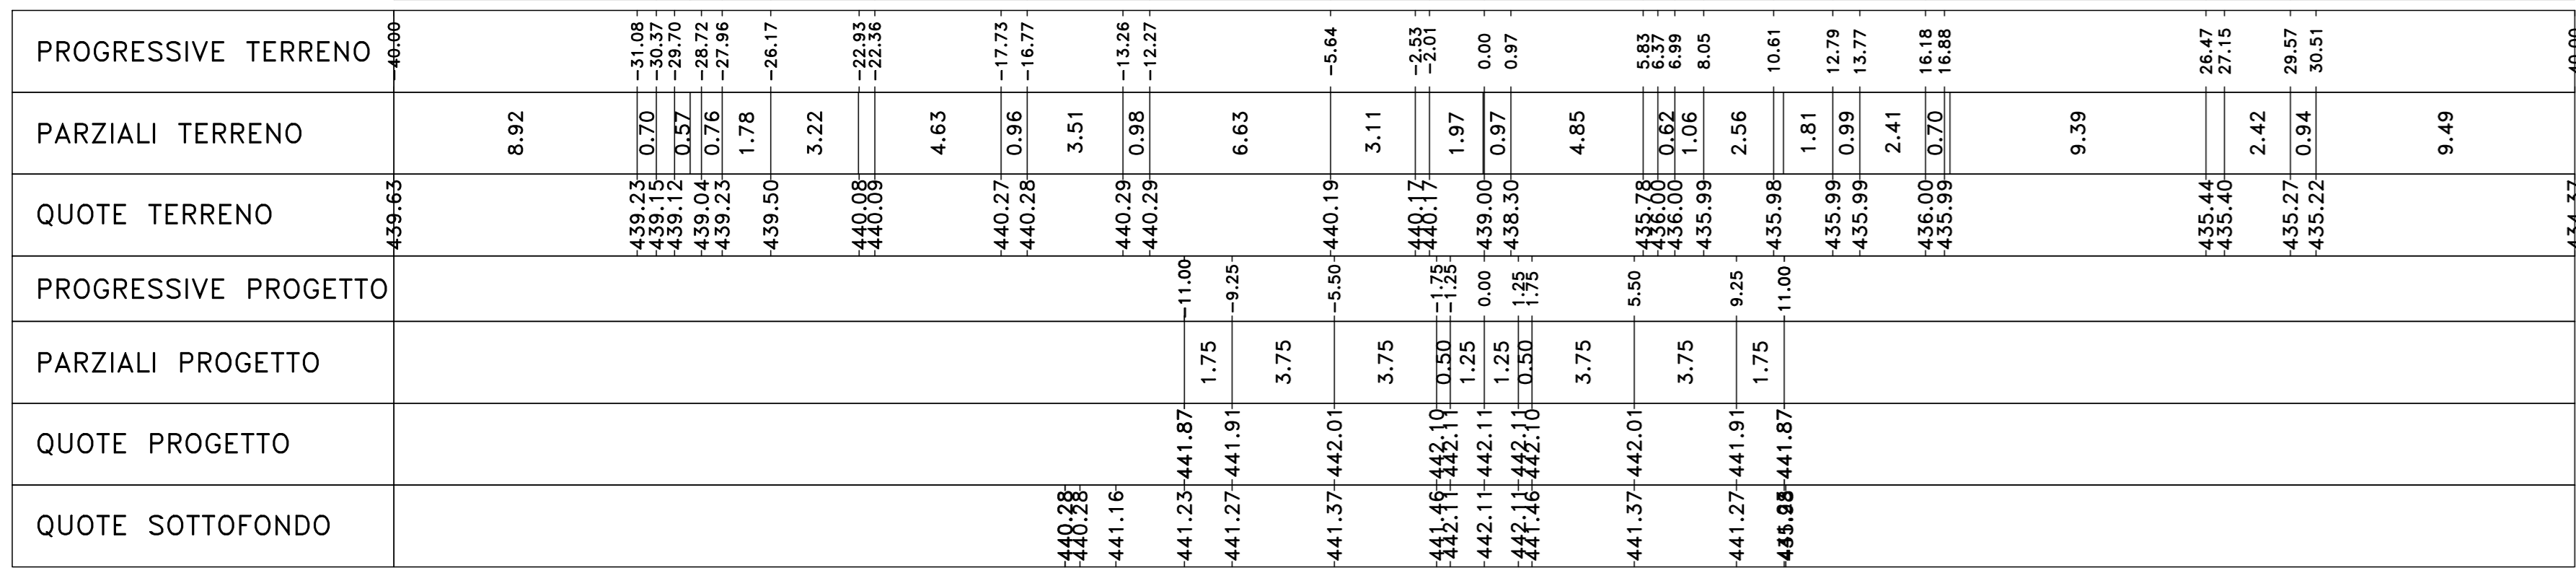 PROGRESSIVE TERRENO -40.00 -31.08 -30.37 -29.70 -28.72 -27.96 -26.17 -22.93 -22.36 -17.73 -16.77 -13.26 -12.27 -5.64 -2.53 -2.01 0.00 0.97 5.83 6.37 6.99 8.05 10.61 12.79 13.77 16.18 16.88 26.47 27.15 29.57 30.51
PARZIALI TERRENO 8.92 0.70 0.57 0.76 1.78 3.22 4.63 0.96 3.51 0.98 6.63 3.11 1.97 0.97 4.85 0.62 1.06 2.56 1.81 0.99 2.41 0.70 9.39 2.42 0.94 9.49
QUOTE TERRENO 439.63 439.23 439.15 439.12 439.04 439.23 439.50 440.08 440.09 440.27 440.28 440.29 440.29 440.19 440.17 440.17 439.00 438.30 435.78 436.00 436.00 435.99 435.98 435.99 435.99 436.00 435.99 435.44 435.40 435.27 435.22
PROGRESSIVE PROGETTO -11.00 -9.25 -5.50 -1.75 -1.25 0.00 1.25 1.75 5.50 9.25 11.00
PARZIALI PROGETTO 1.75 3.75 3.75 0.50 1.25 1.25 0.50 3.75 3.75 1.75
QUOTE PROGETTO 441.87 441.91 442.01 442.10 442.11 442.11 442.11 442.10 442.01 441.91 441.87
QUOTE SOTTOFONDO 440.28 440.28 441.16 441.23 441.27 441.37 441.46 442.11 442.11 442.11 441.46 441.37 441.27